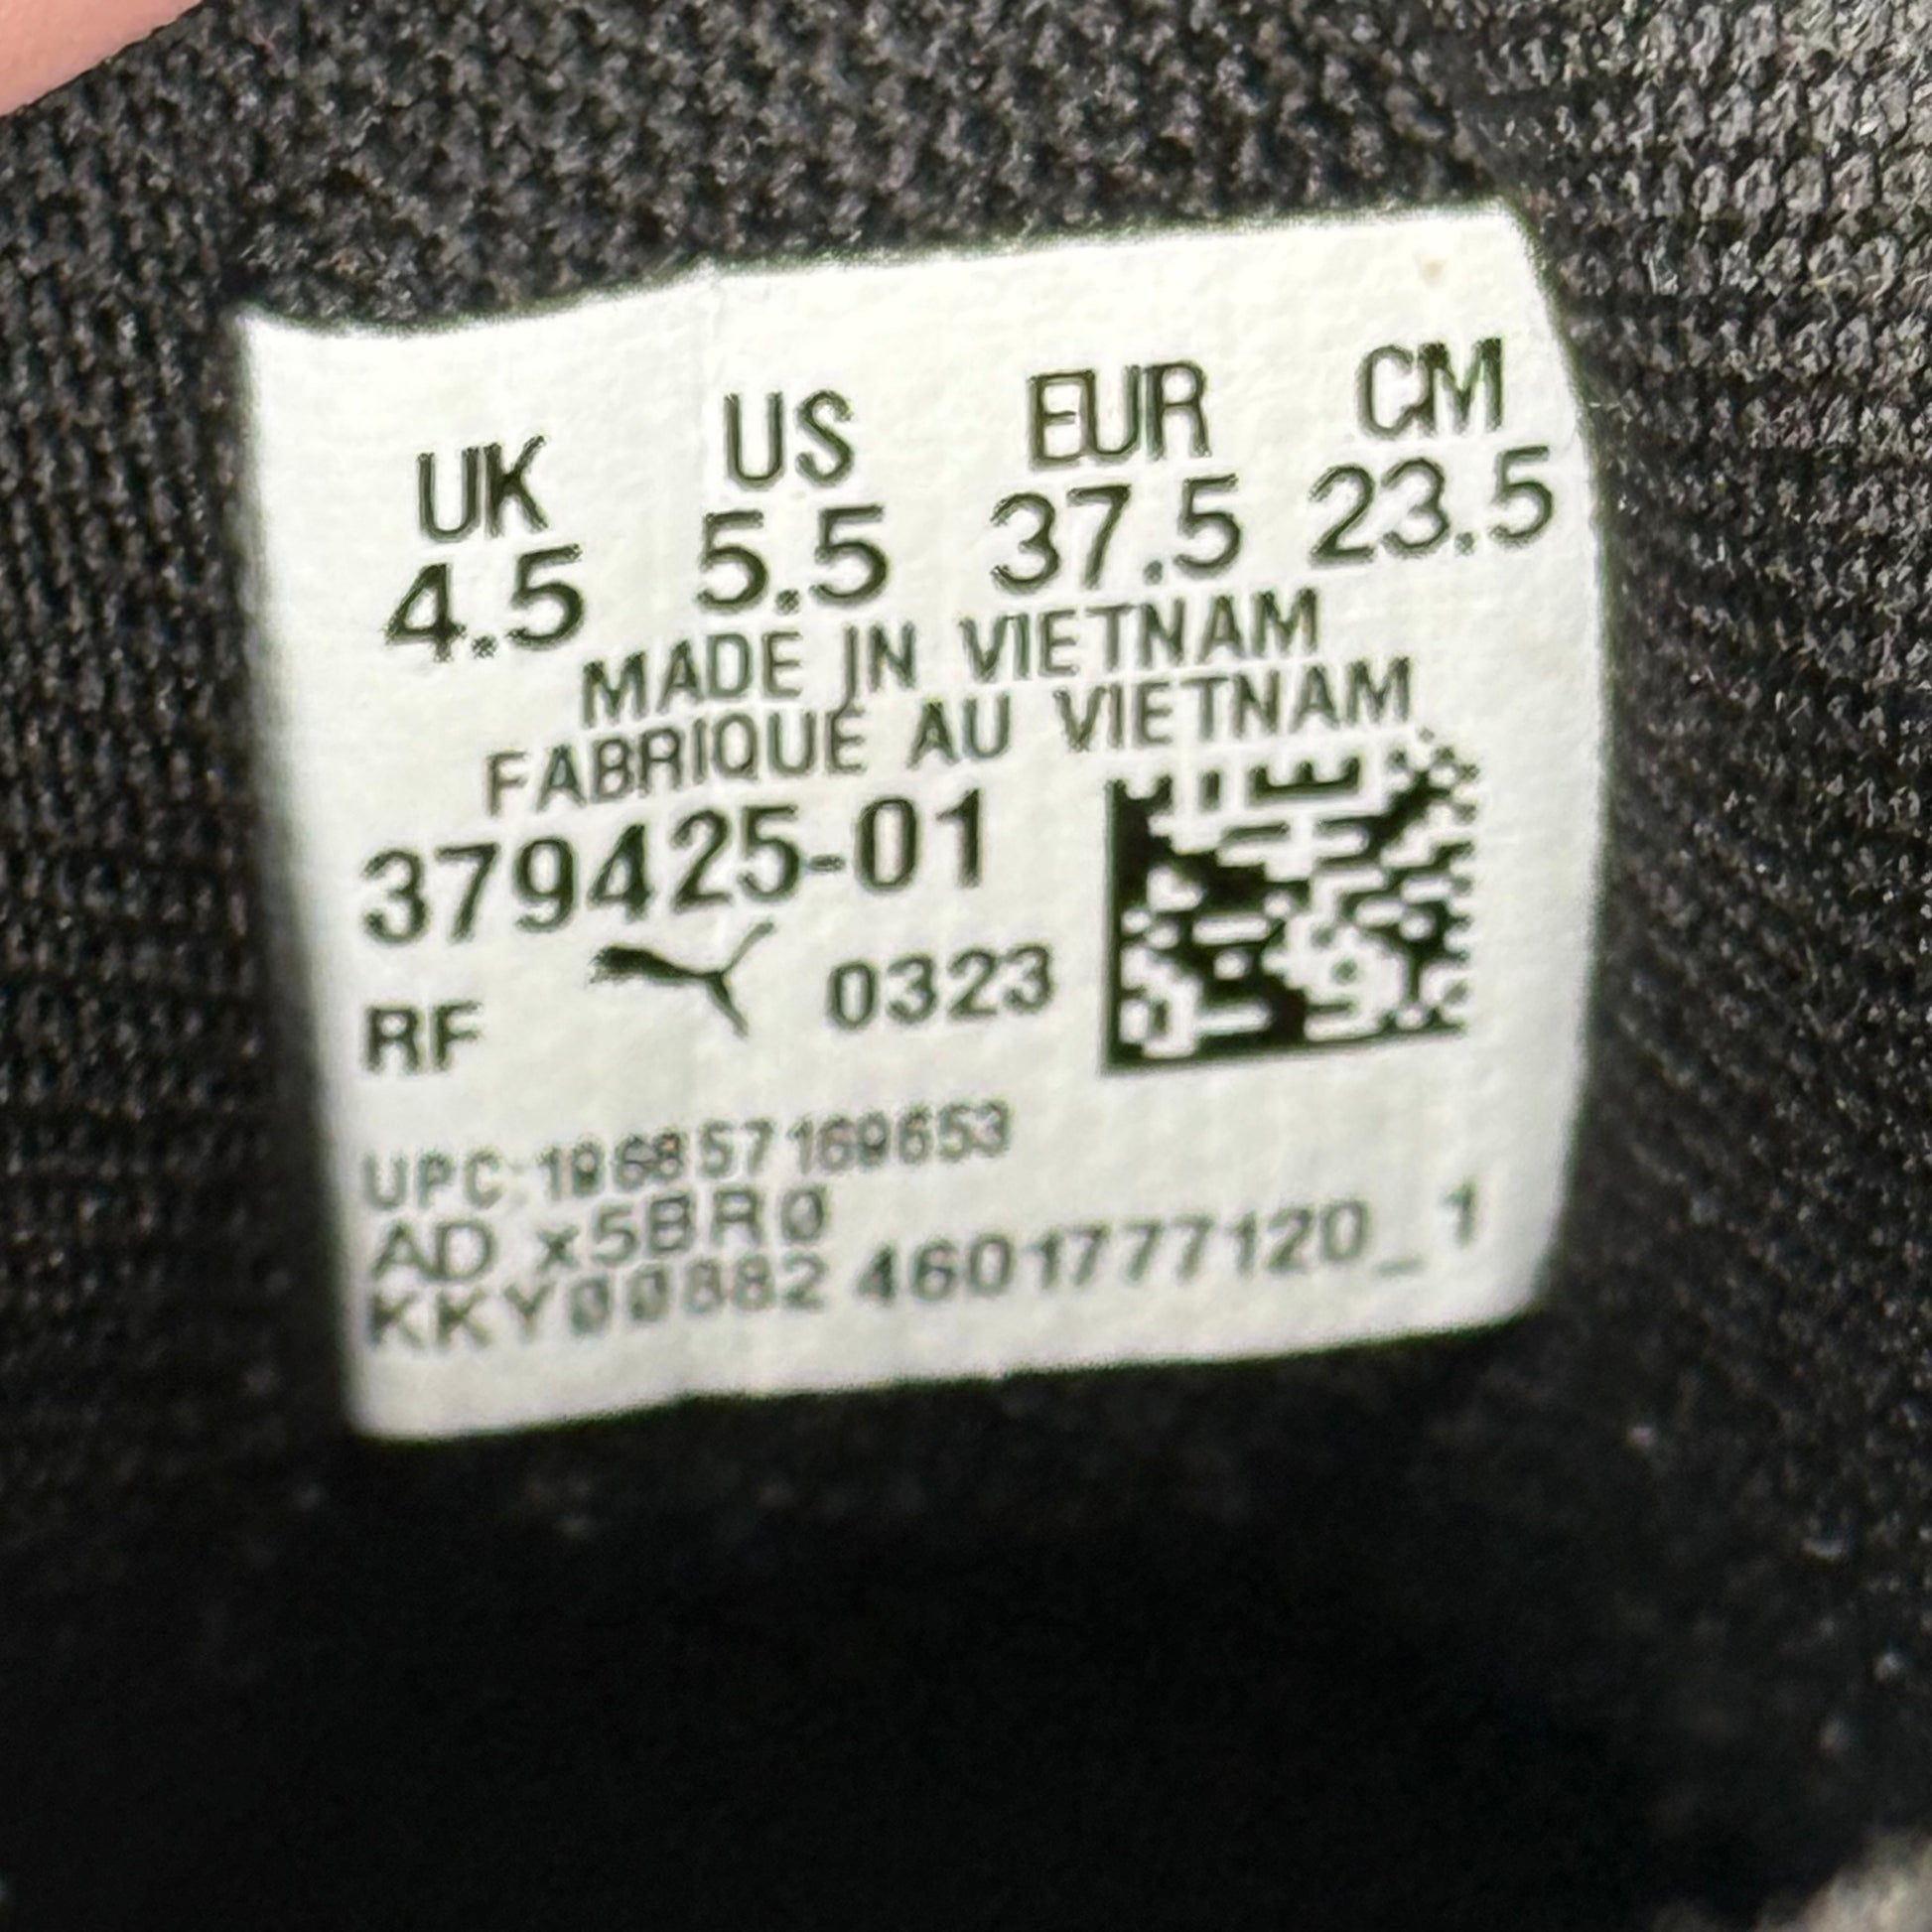 UK US EUR CM
4.5 5.5 37.5 23.5
MADE IN VIETNAM
FABRIQUÉ AU VIETNAM
379425-01
RF 0323
UPC:196857169653
AD x5BR0
KKY00882 4601777120_1